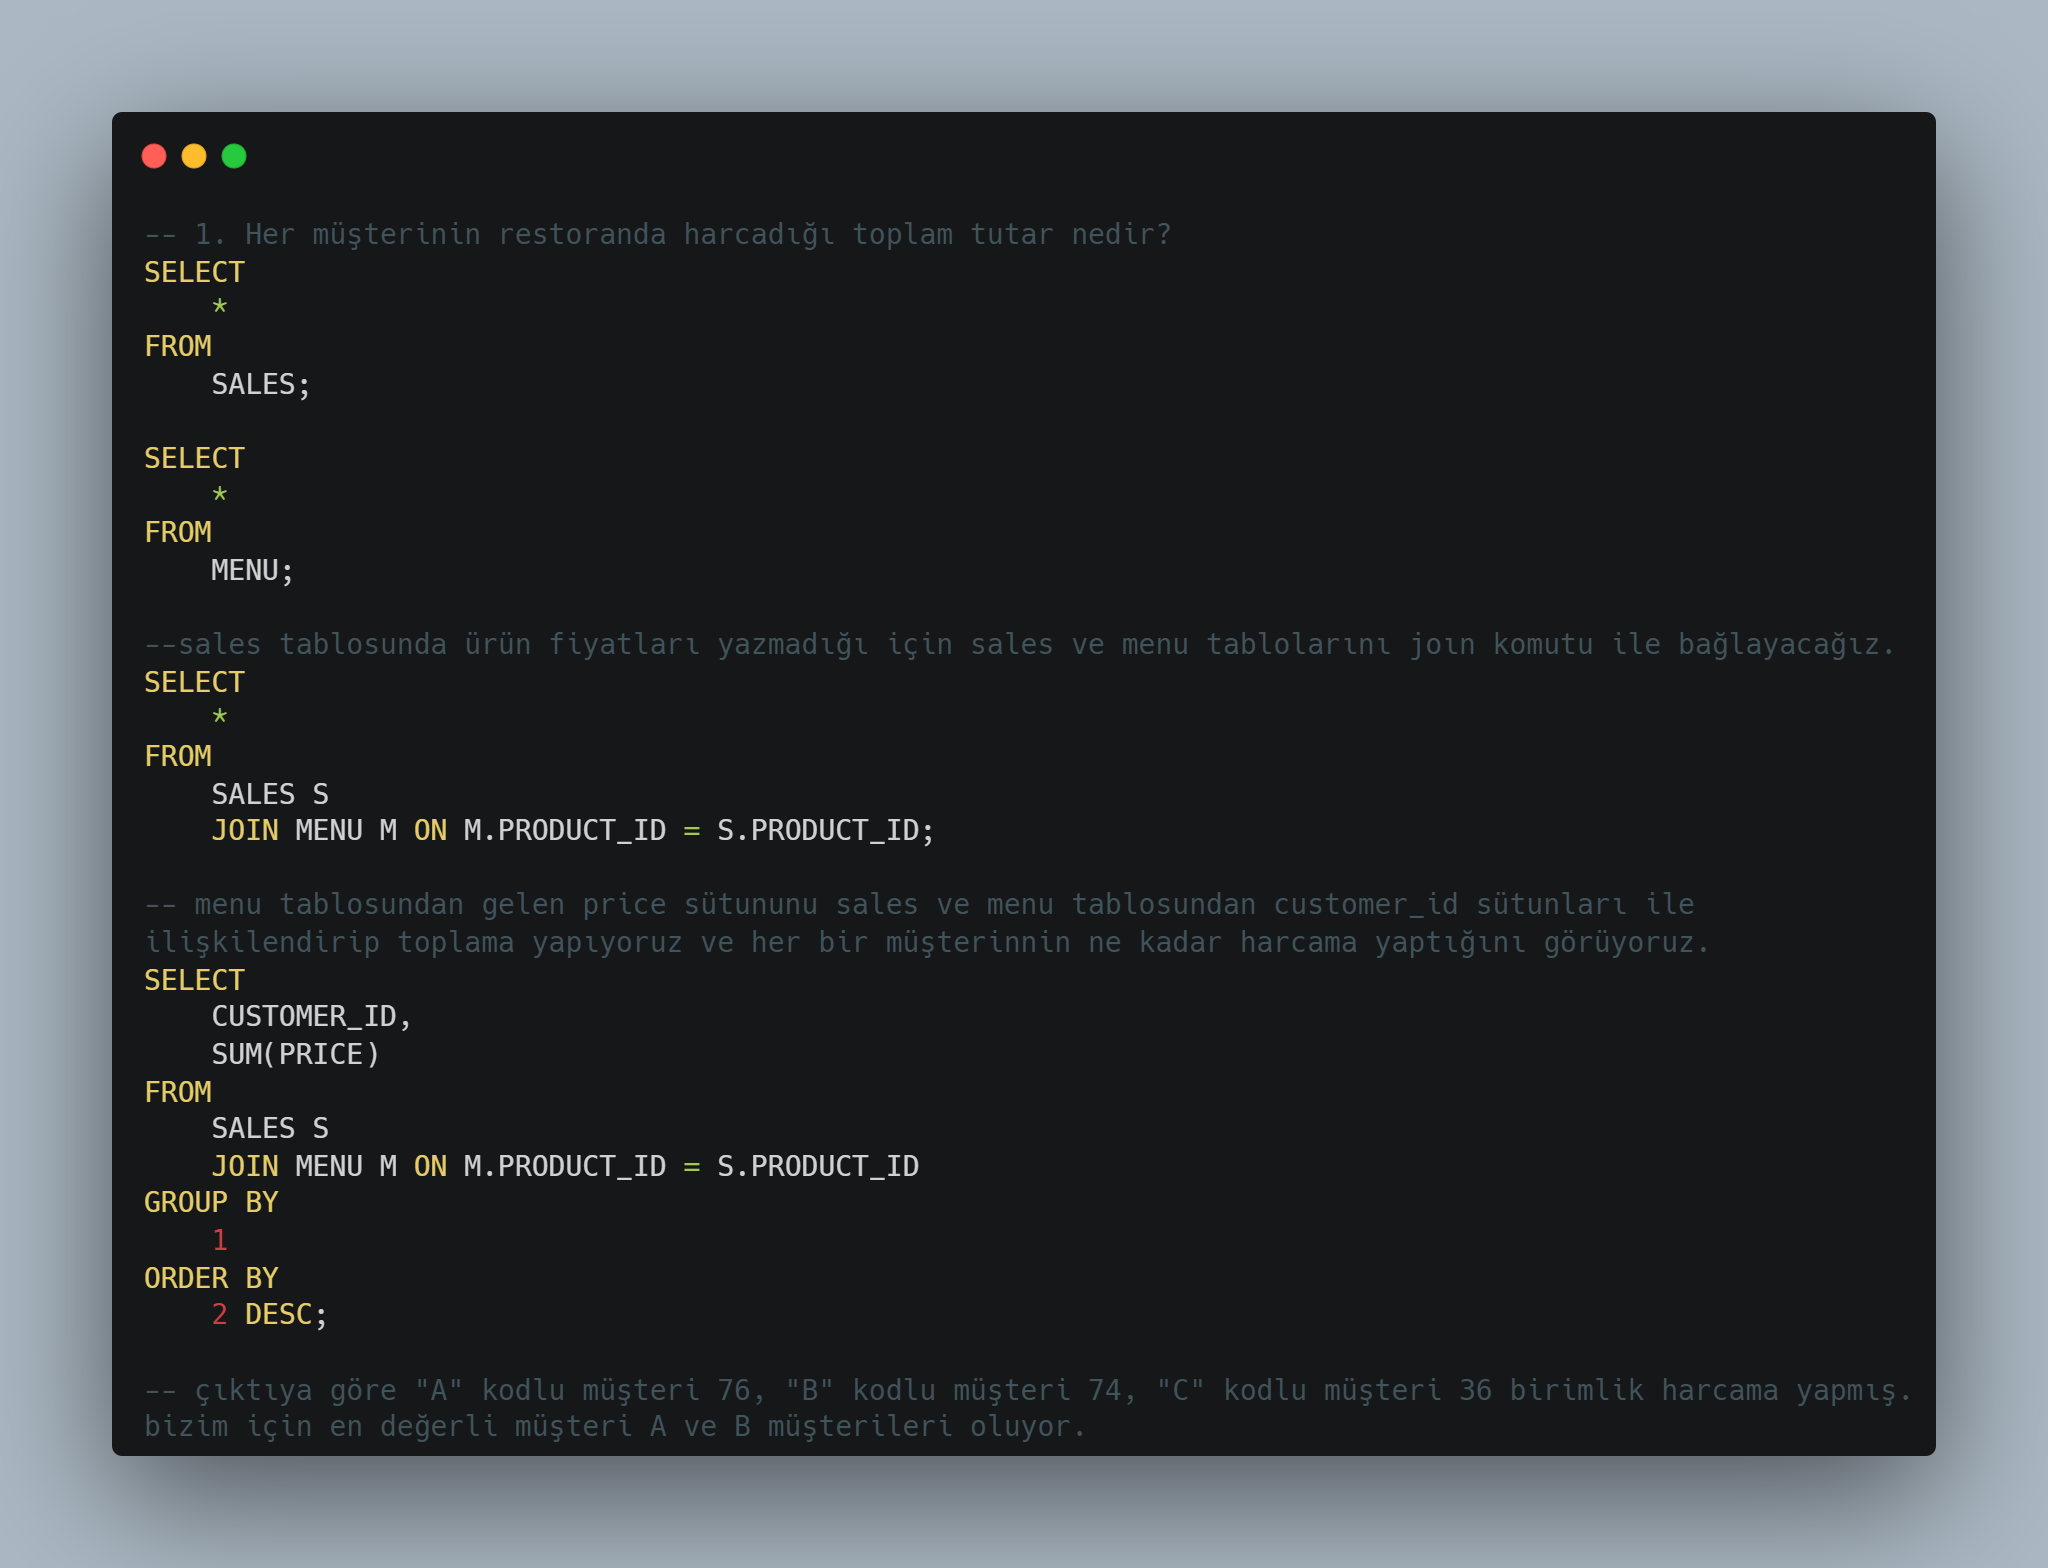 -- 1. Her müşterinin restoranda harcadığı toplam tutar nedir?
SELECT
    *
FROM
    SALES;

SELECT
    *
FROM
    MENU;

--sales tablosunda ürün fiyatları yazmadığı için sales ve menu tablolarını joın komutu ile bağlayacağız.
SELECT
    *
FROM
    SALES S
    JOIN MENU M ON M.PRODUCT_ID = S.PRODUCT_ID;

-- menu tablosundan gelen price sütununu sales ve menu tablosundan customer_id sütunları ile
ilişkilendirip toplama yapıyoruz ve her bir müşterinnin ne kadar harcama yaptığını görüyoruz.
SELECT
    CUSTOMER_ID,
    SUM(PRICE)
FROM
    SALES S
    JOIN MENU M ON M.PRODUCT_ID = S.PRODUCT_ID
GROUP BY
    1
ORDER BY
    2 DESC;

-- çıktıya göre "A" kodlu müşteri 76, "B" kodlu müşteri 74, "C" kodlu müşteri 36 birimlik harcama yapmış.
bizim için en değerli müşteri A ve B müşterileri oluyor.